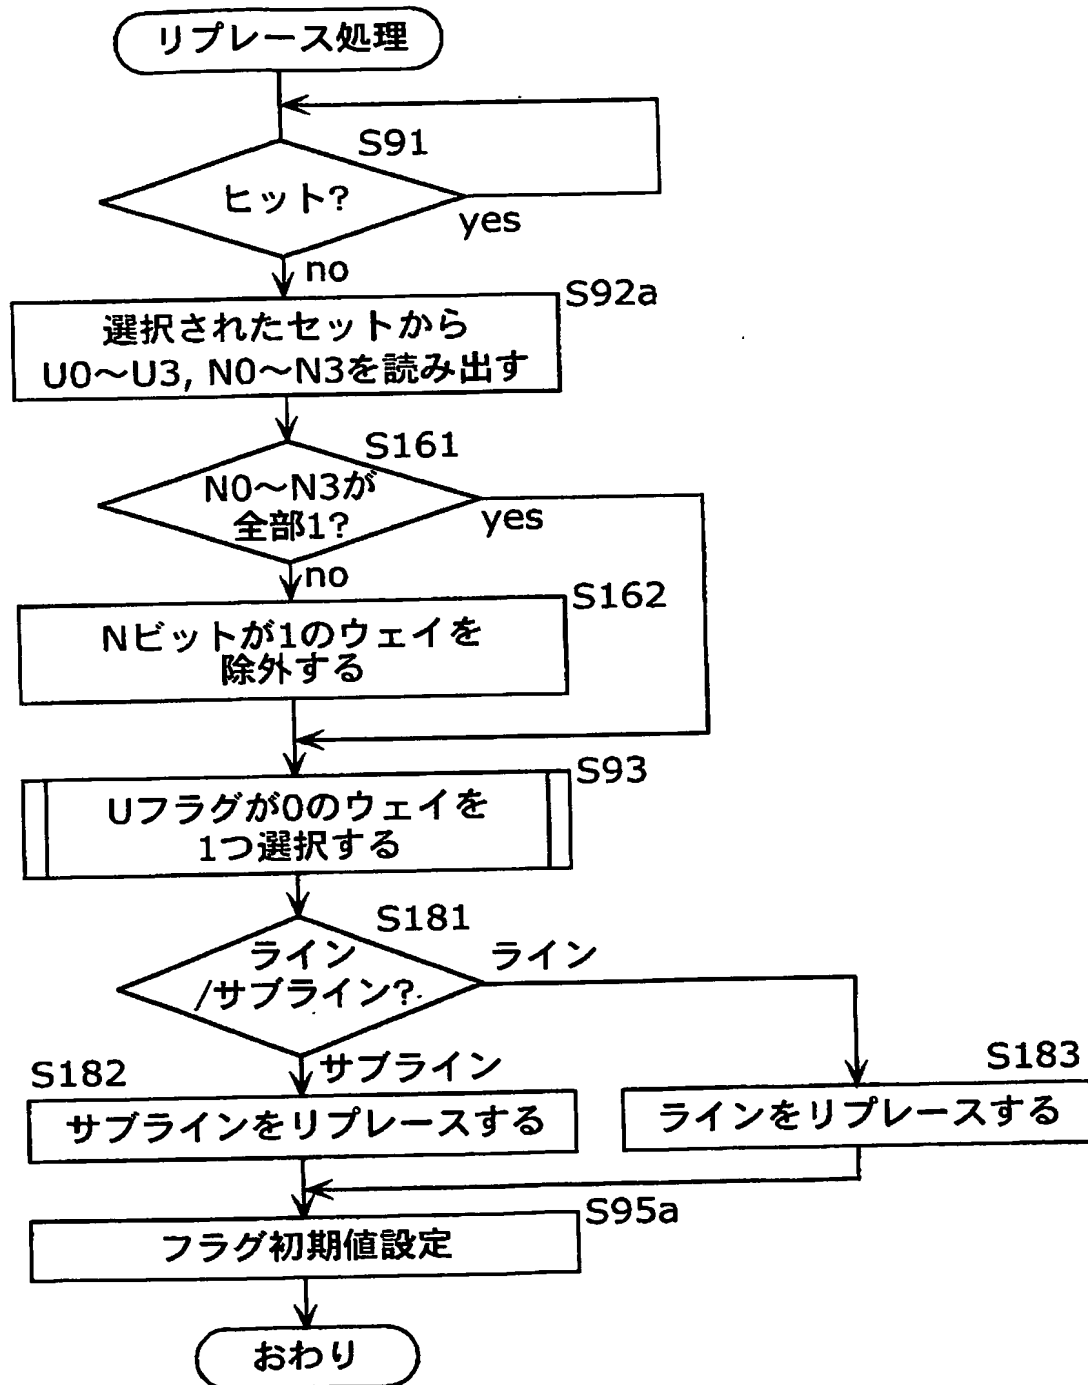 リプレース処理
S91
ヒット?
yes
no
S92a
選択されたセットから
U0～U3, N0～N3を読み出す
S161
N0～N3が
全部1?
yes
no
S162
Nビットが1のウェイを
除外する
S93
Uフラグが0のウェイを
1つ選択する
S181
ライン
/サブライン?
ライン
サブライン
S182
サブラインをリプレースする
S183
ラインをリプレースする
S95a
フラグ初期値設定
おわり